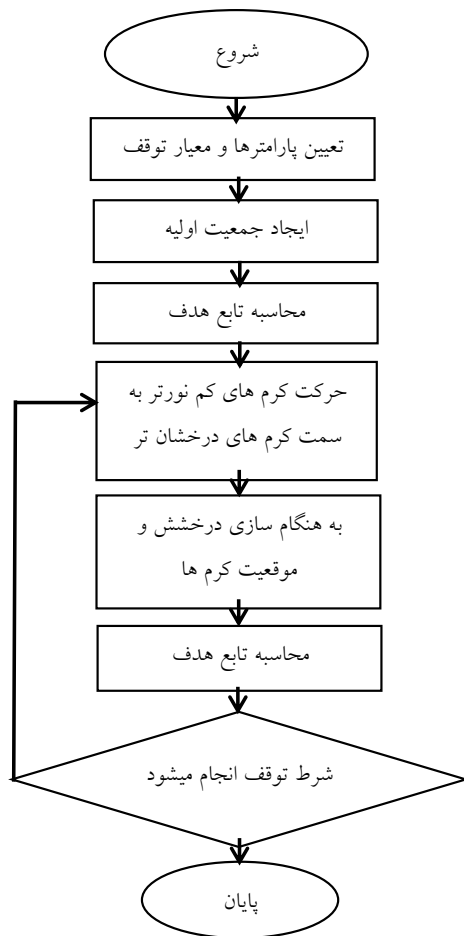 شروع
تعیین پارامترها و معیار توقف
ایجاد جمعیت اولیه
محاسبه تابع هدف
حرکت کرم های کم نورتر به
سمت کرم های درخشان تر
به هنگام سازی درخشش و
موقعیت کرم ها
محاسبه تابع هدف
شرط توقف انجام میشود
پایان